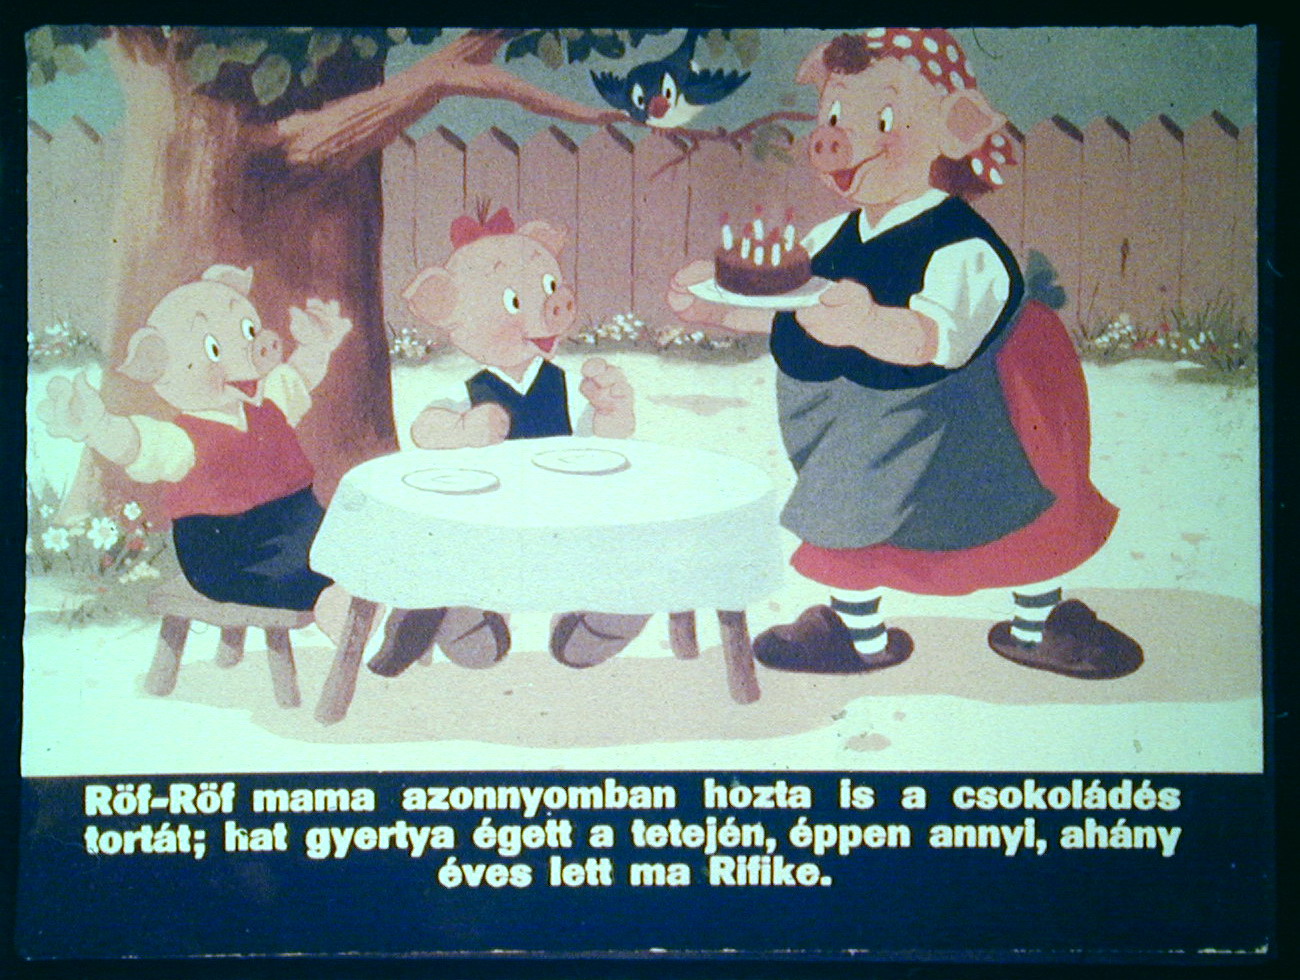 Röf-Röf mama azonnyomban hozta is a csokoládés
tortát; hat gyertya égett a tetején, éppen annyi, ahány
éves lett ma Rifike.